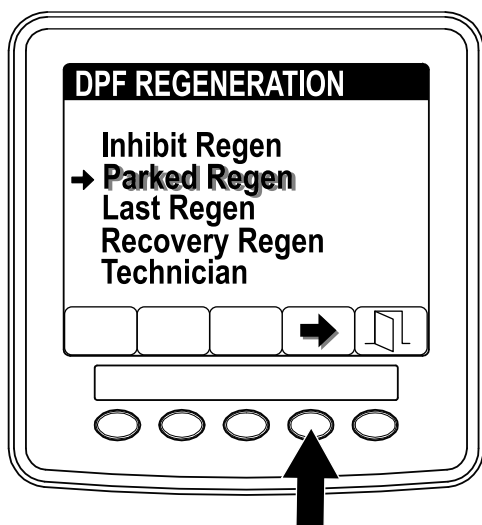 DPF REGENERATION
Inhibit Regen
Parked Regen
Last Regen
Recovery Regen
Technician